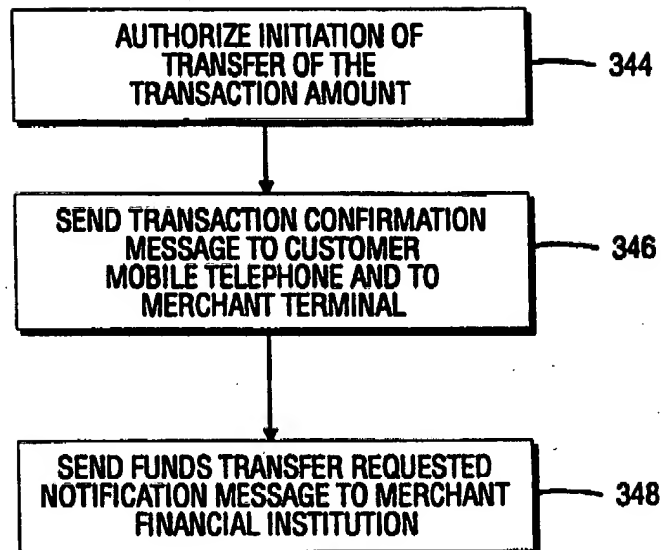 AUTHORIZE INITIATION OF
TRANSFER OF THE
TRANSACTION AMOUNT
344
SEND TRANSACTION CONFIRMATION
MESSAGE TO CUSTOMER
MOBILE TELEPHONE AND TO
MERCHANT TERMINAL
346
SEND FUNDS TRANSFER REQUESTED
NOTIFICATION MESSAGE TO MERCHANT
FINANCIAL INSTITUTION
348